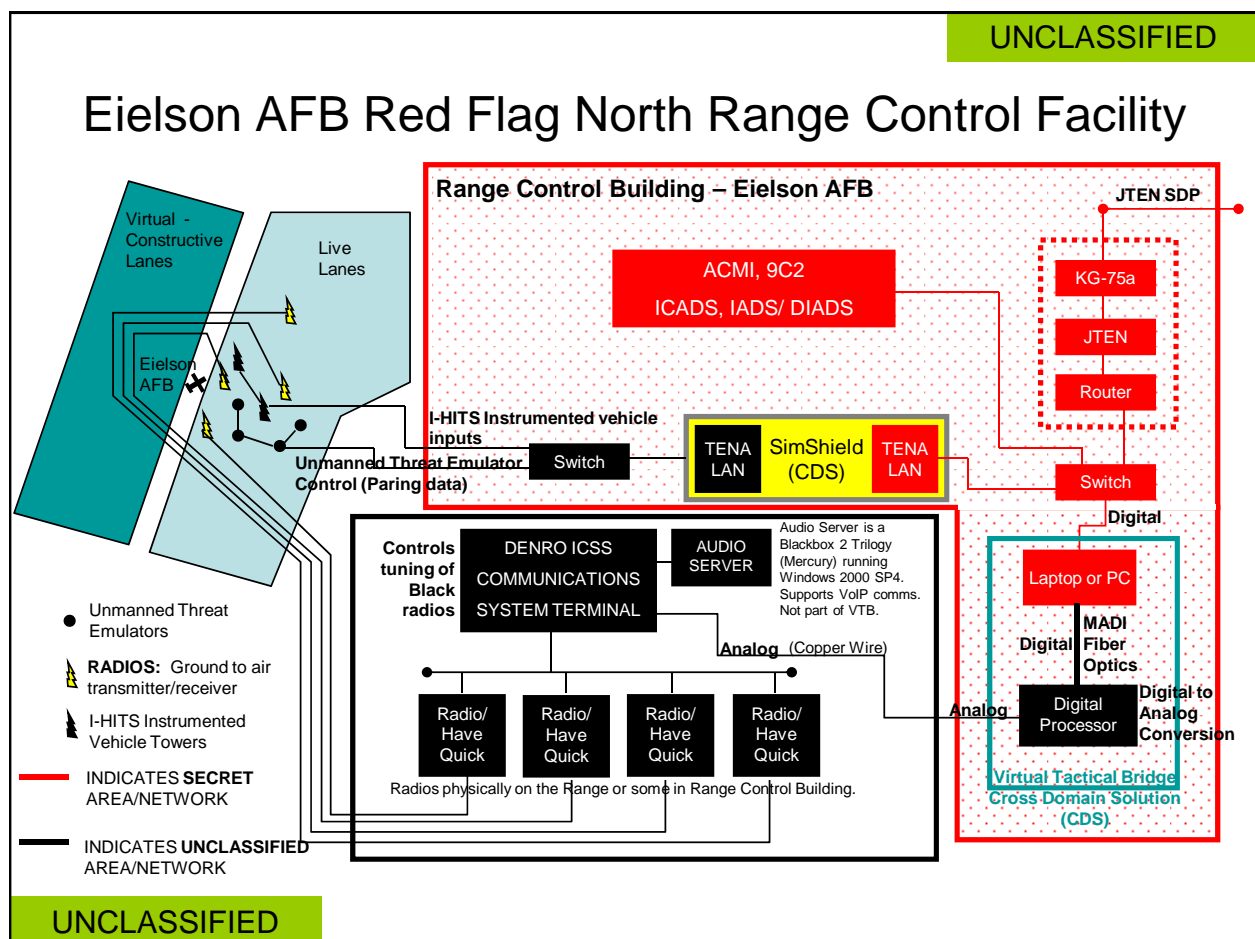 UNCLASSIFIED
Eielson AFB Red Flag North Range Control Facility
Virtual -
Constructive
Lanes
Live
Lanes
Eielson
AFB
Range Control Building – Eielson AFB
JTEN SDP
ACMI, 9C2
ICADS, IADS/ DIADS
KG-75a
JTEN
Router
I-HITS Instrumented vehicle
inputs
Unmanned Threat Emulator
Control (Paring data)
Switch
TENA
LAN
SimShield
(CDS)
TENA
LAN
Switch
Digital
Controls
tuning of
Black
radios
DENRO ICSS
COMMUNICATIONS
SYSTEM TERMINAL
AUDIO
SERVER
Audio Server is a
Blackbox 2 Trilogy
(Mercury) running
Windows 2000 SP4.
Supports VoIP comms.
Not part of VTB.
Laptop or PC
Digital
MADI
Fiber
Optics
Analog (Copper Wire)
Analog
Digital
Processor
Digital to
Analog
Conversion
Virtual Tactical Bridge
Cross Domain Solution
(CDS)
Radio/
Have
Quick
Radio/
Have
Quick
Radio/
Have
Quick
Radio/
Have
Quick
Radios physically on the Range or some in Range Control Building.
Unmanned Threat
Emulators
RADIOS: Ground to air
transmitter/receiver
I-HITS Instrumented
Vehicle Towers
INDICATES SECRET
AREA/NETWORK
INDICATES UNCLASSIFIED
AREA/NETWORK
UNCLASSIFIED